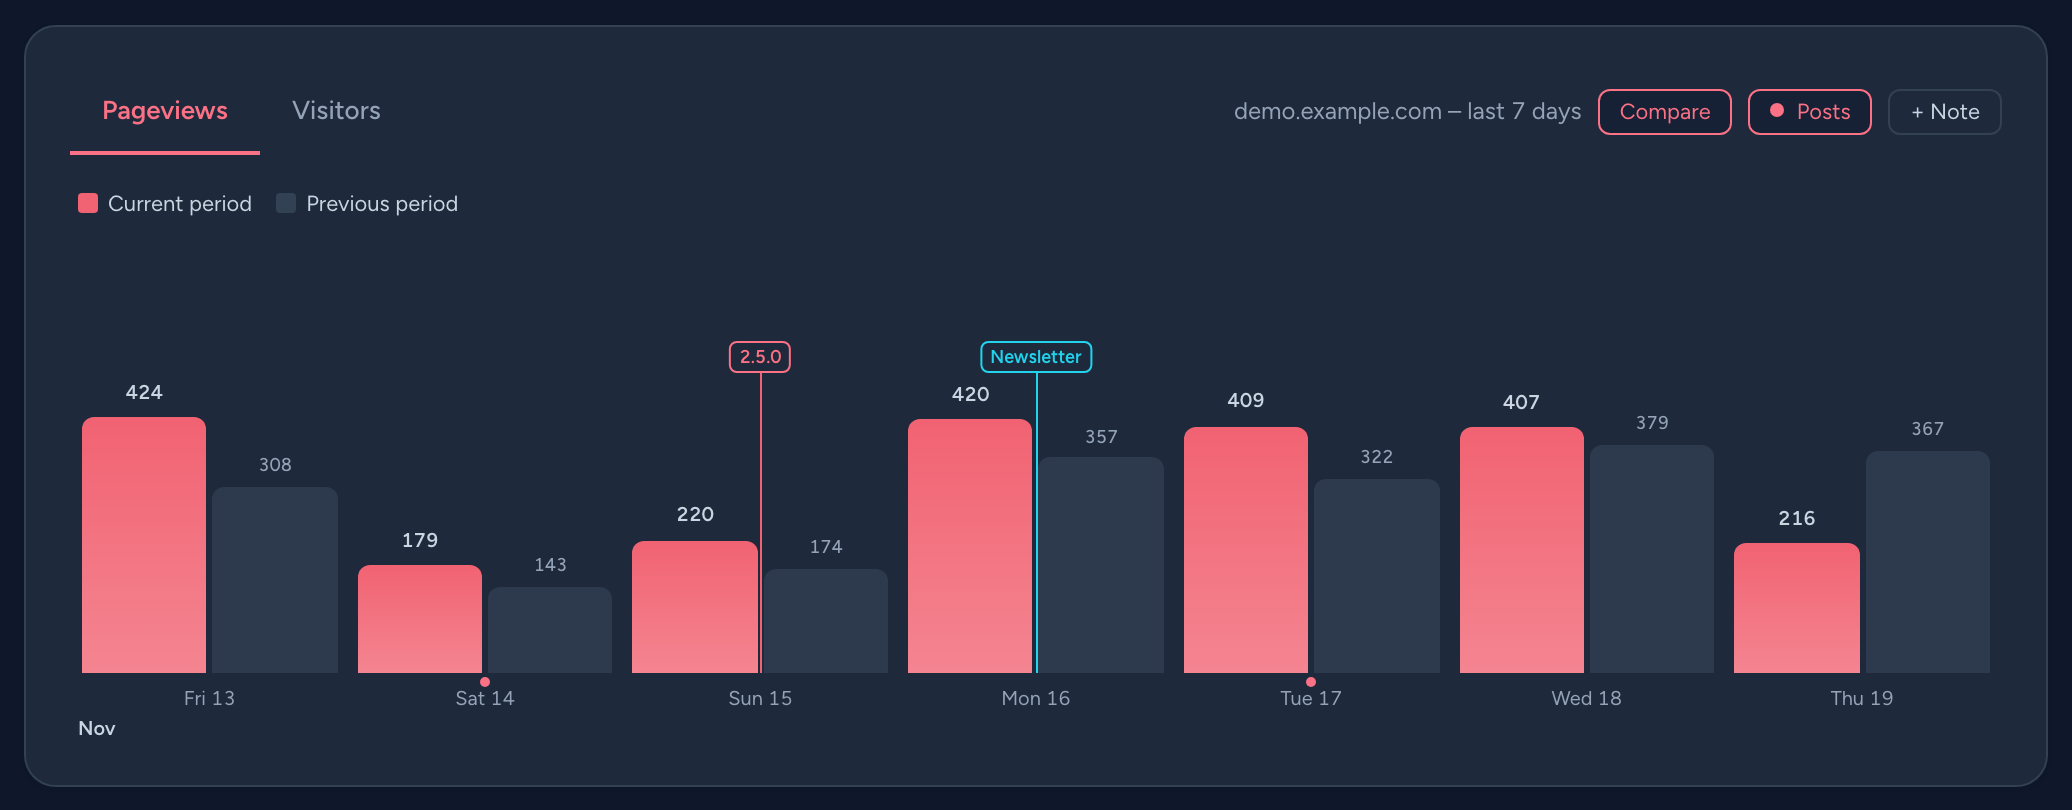 Pageviews Visitors demo.example.com – last 7 days Compare Posts + Note
Current period Previous period
2.5.0 Newsletter
424 308 179 143 220 174 420 357 409 322 407 379 216 367
Fri 13 Sat 14 Sun 15 Mon 16 Tue 17 Wed 18 Thu 19
Nov